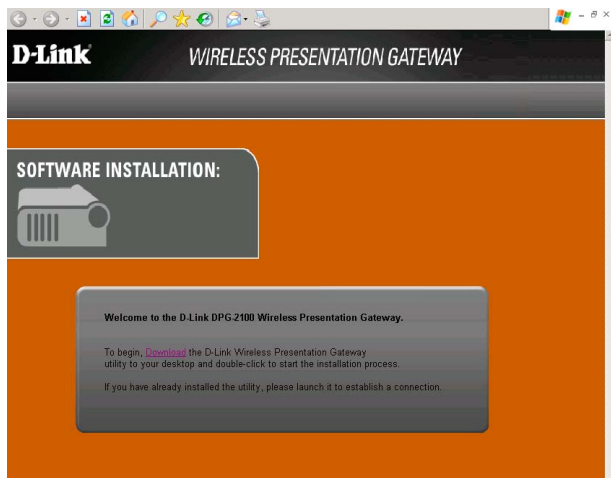 D-Link
WIRELESS PRESENTATION GATEWAY
SOFTWARE INSTALLATION:
Welcome to the D-Link DPG-2100 Wireless Presentation Gateway.
To begin, Download the D-Link Wireless Presentation Gateway
utility to your desktop and double-click to start the installation process.
If you have already installed the utility, please launch it to establish a connection.